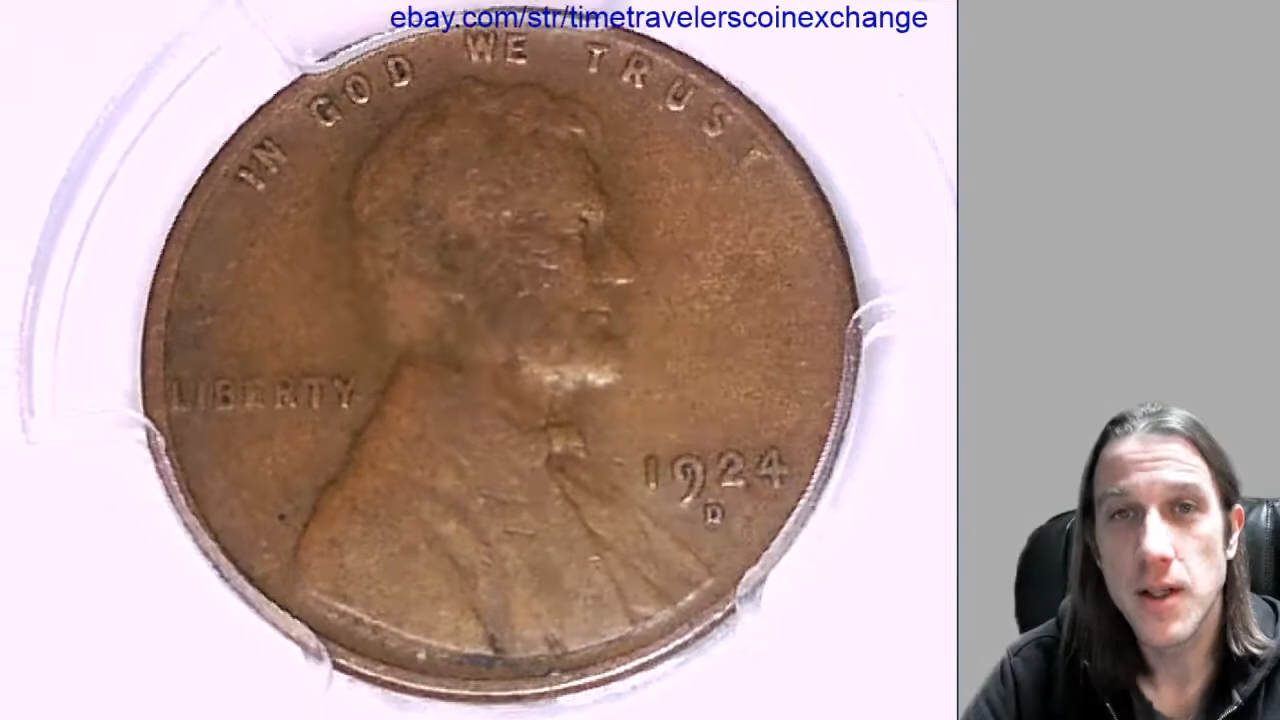 ebay.com/str/timetravelerscoinexchange
IN GOD WE TRUST
LIBERTY
1924
D